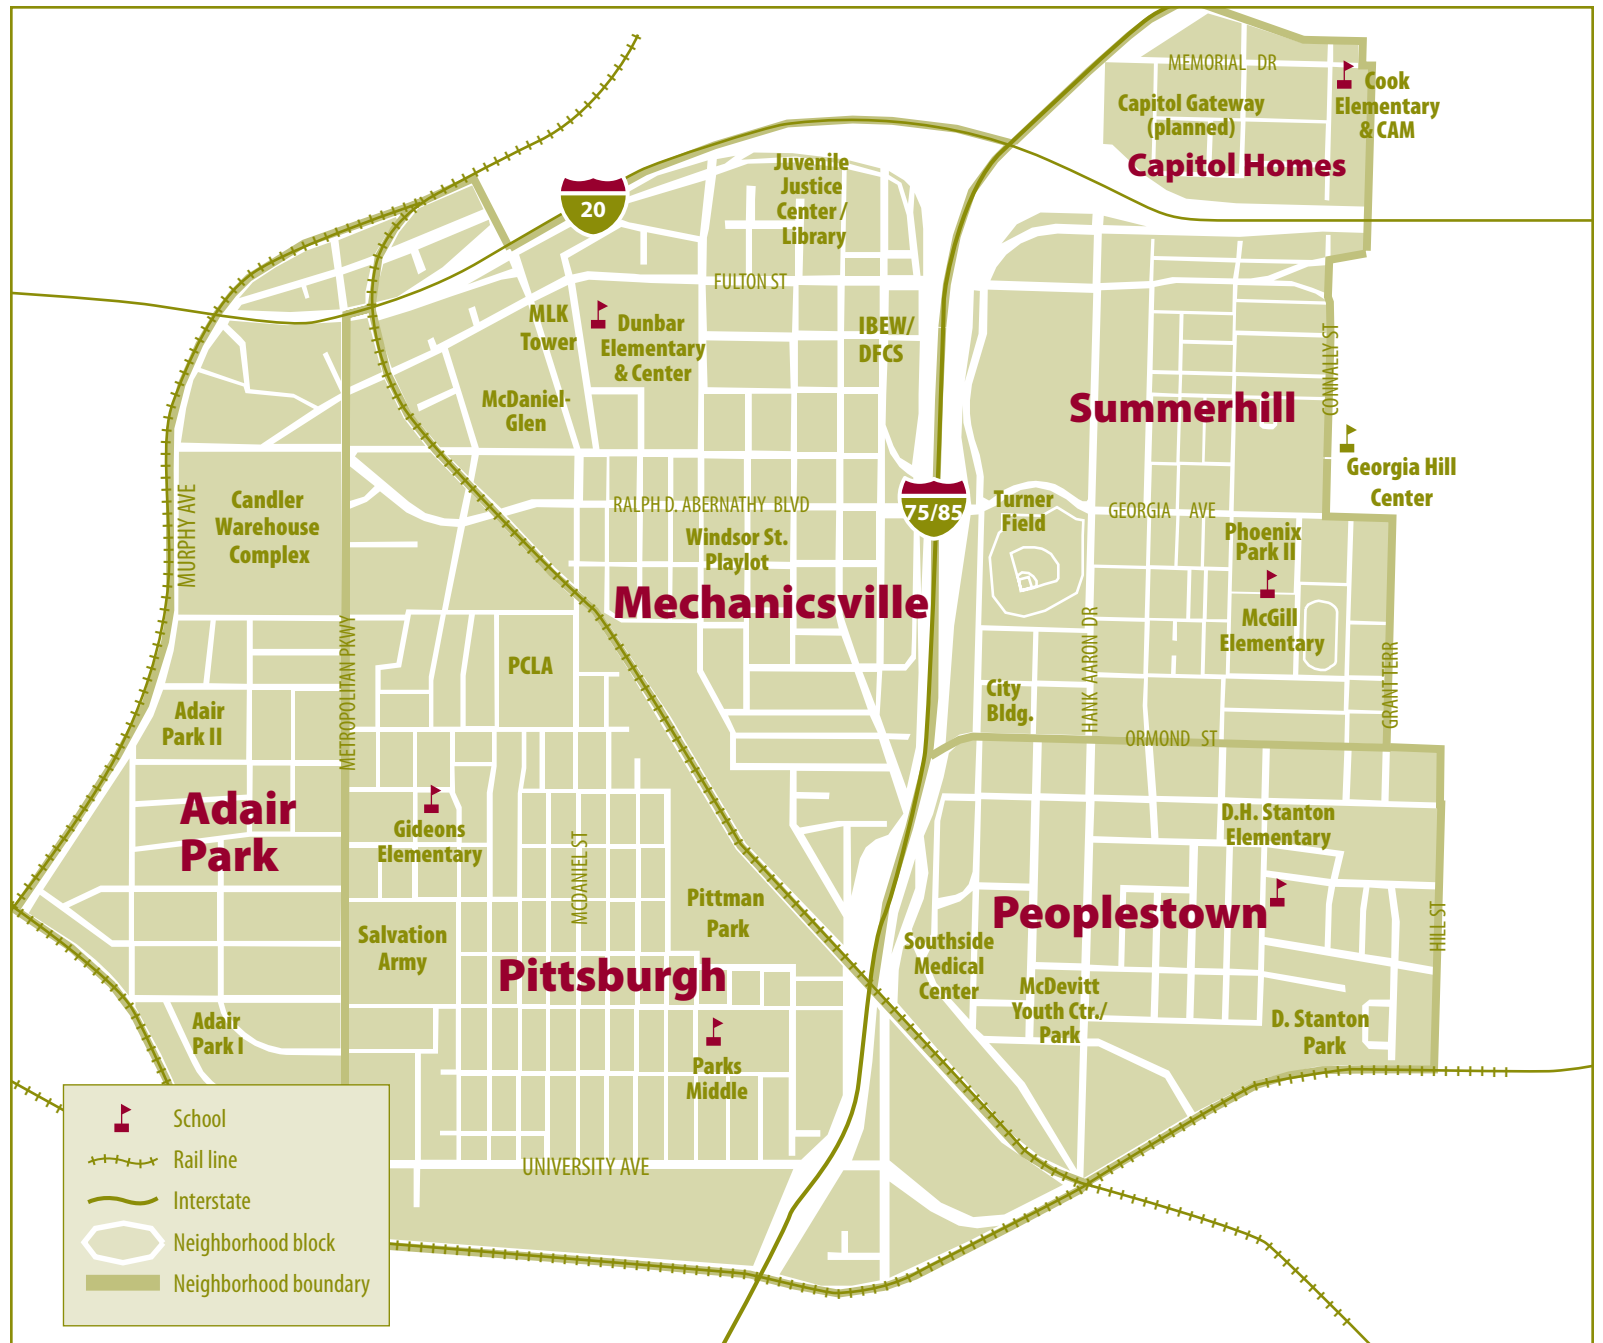 MEMORIAL DR
Cook
Elementary
& CAM
Capitol Gateway
(planned)
Capitol Homes
Juvenile
Justice
Center /
Library
20
FULTON ST
MLK
Tower
Dunbar
Elementary
& Center
IBEW/
DFCS
McDaniel-
Glen
Summerhill
CONNALLY ST
Georgia Hill
Center
Candler
Warehouse
Complex
MURPHY AVE
RALPH D. ABERNATHY BLVD
Windsor St.
Playlot
75/85
Turner
Field
GEORGIA AVE
Phoenix
Park II
Mechanicsville
McGill
Elementary
METROPOLITAN PKWY
PCLA
HANK AARON DR
GRANT TERR
City
Bldg.
Adair
Park II
ORMOND ST
Adair
Park
Gideons
Elementary
MCDANIEL ST
D.H. Stanton
Elementary
Pittman
Park
Peoplestown
HILL ST
Salvation
Army
Pittsburgh
Southside
Medical
Center
McDevitt
Youth Ctr./
Park
D. Stanton
Park
Adair
Park I
Parks
Middle
UNIVERSITY AVE
School
Rail line
Interstate
Neighborhood block
Neighborhood boundary